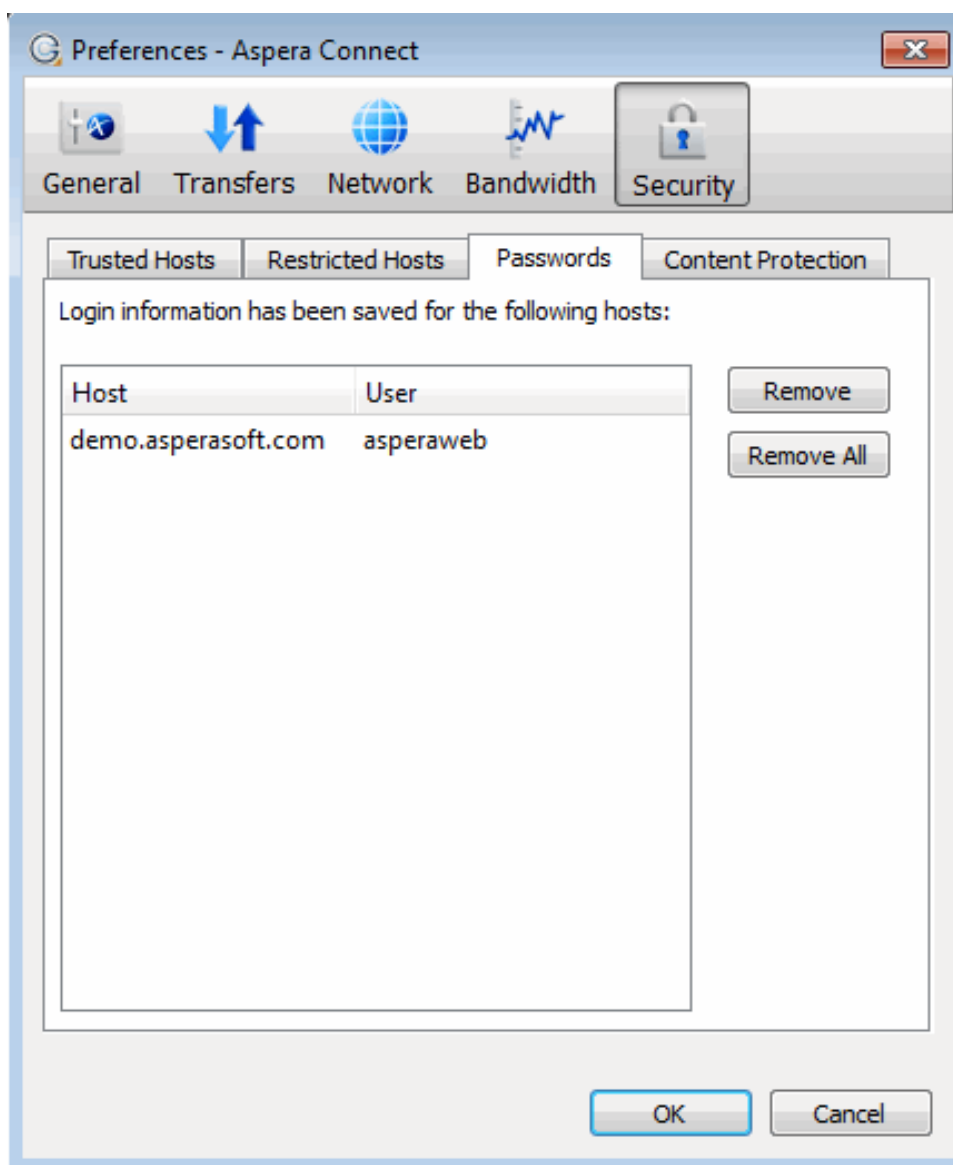 Preferences - Aspera Connect
General Transfers Network Bandwidth Security
Trusted Hosts Restricted Hosts Passwords Content Protection
Login information has been saved for the following hosts:
Host User
demo.asperasoft.com asperaweb
Remove
Remove All
OK Cancel